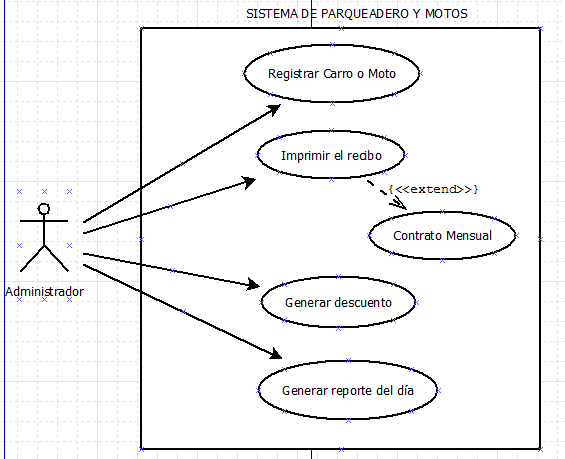 SISTEMA DE PARQUEADERO Y MOTOS
Registrar Carro o Moto
Imprimir el recibo
{<<extend>>}
Contrato Mensual
Administrador
Generar descuento
Generar reporte del día